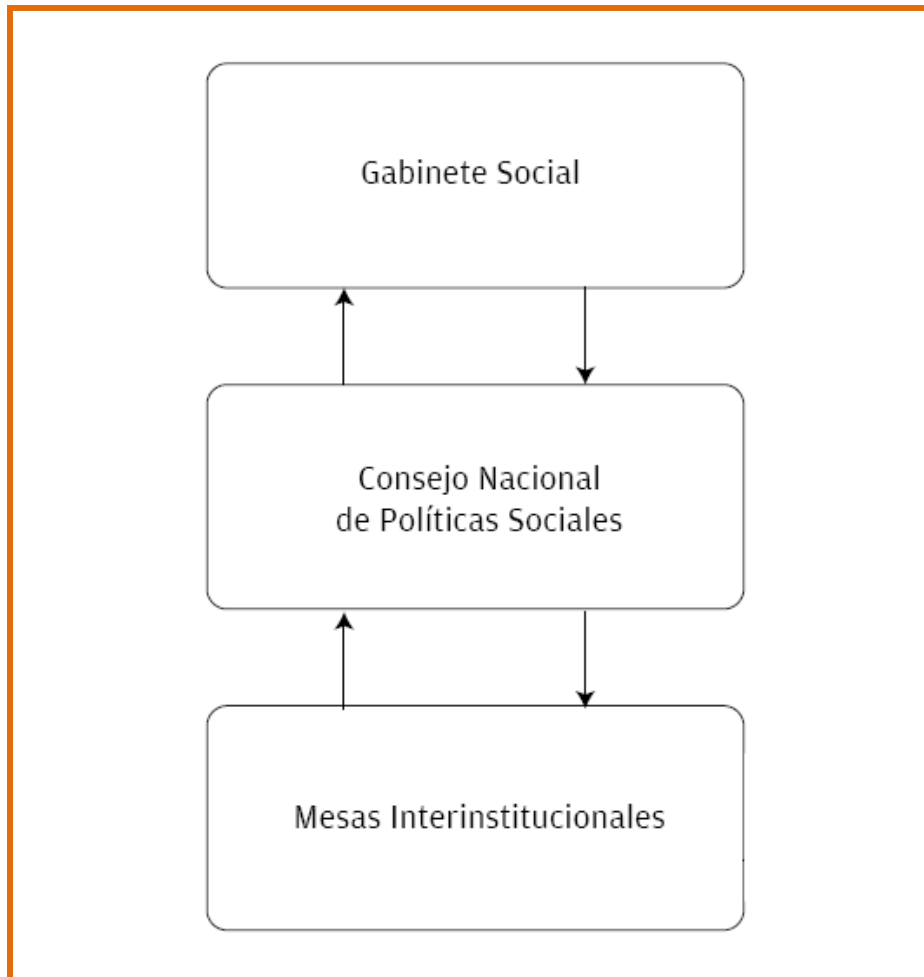 Gabinete Social
Consejo Nacional
de Políticas Sociales
Mesas Interinstitucionales